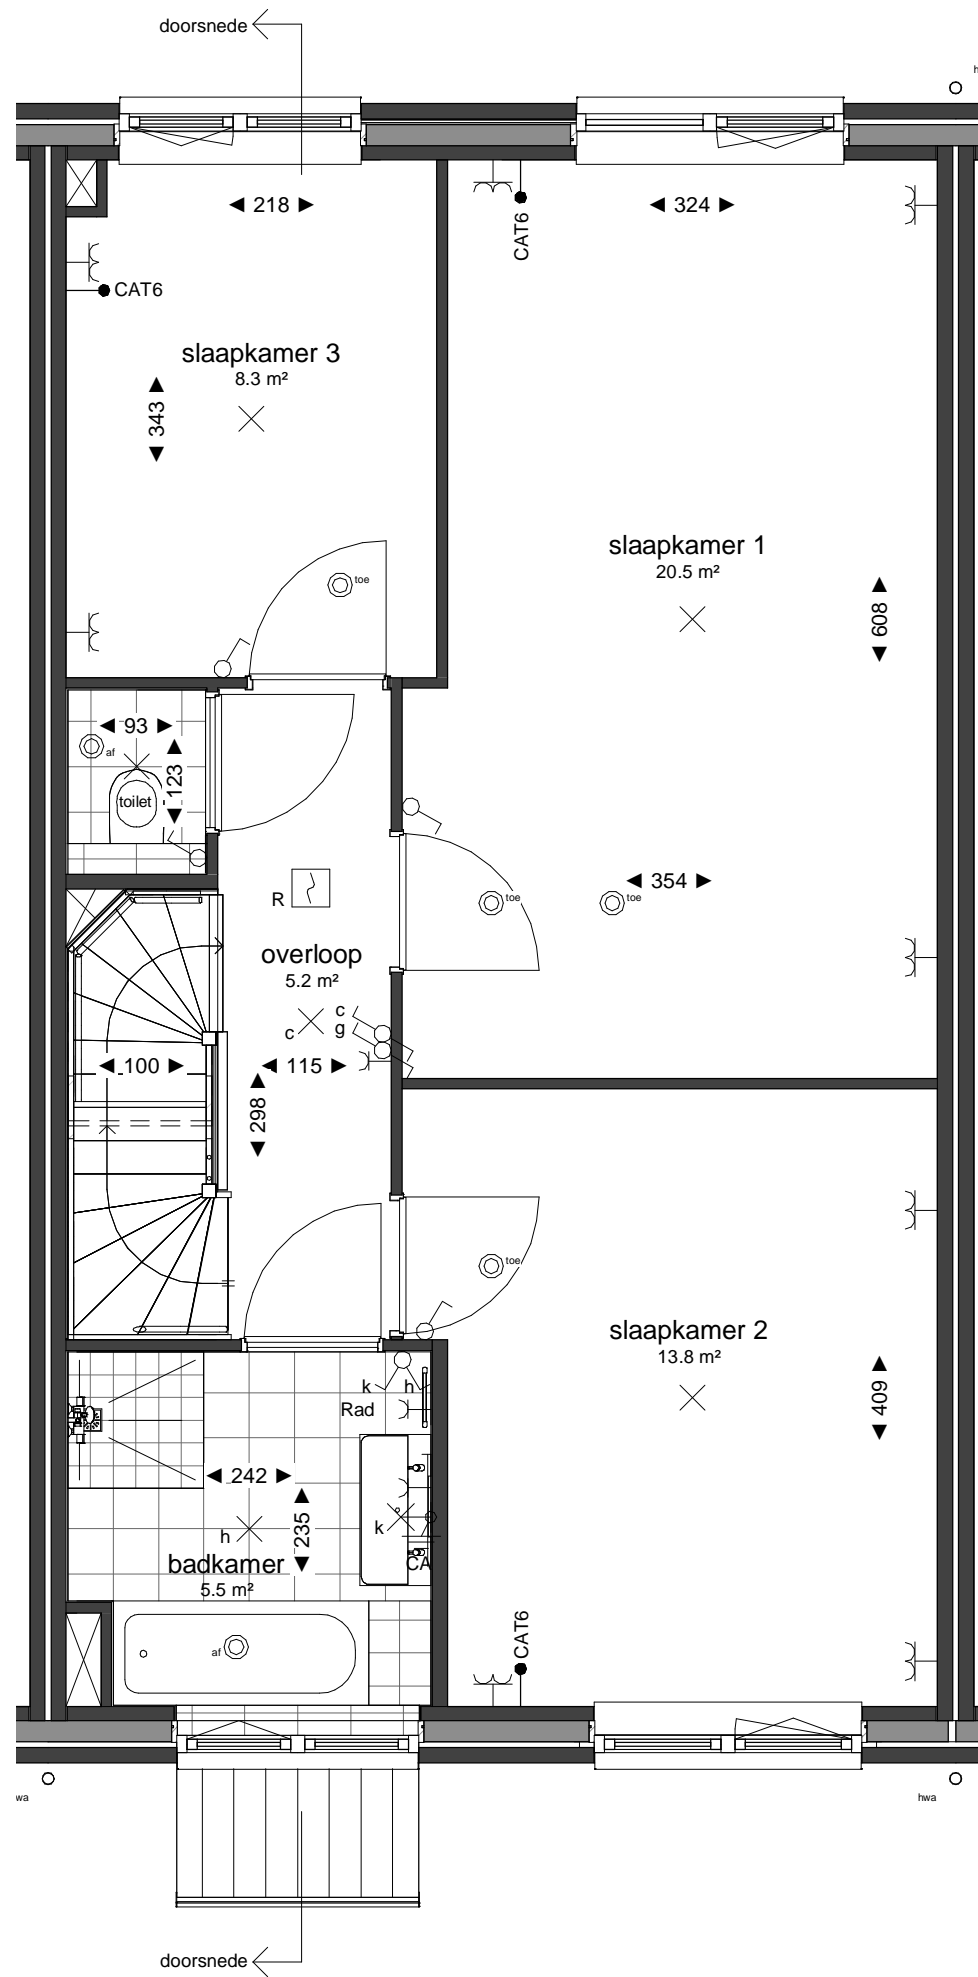 doorsnede
h
218
324
CAT6
CAT6
slaapkamer 3
8.3 m²
343
slaapkamer 1
20.5 m²
toe
608
93
af
123
toilet
354
toe
toe
R
overloop
5.2 m²
c
g
c
100
115
298
toe
slaapkamer 2
13.8 m²
k
h
Rad
409
242
235
h
k
badkamer
CA
5.5 m²
af
CAT6
wa
hwa
doorsnede